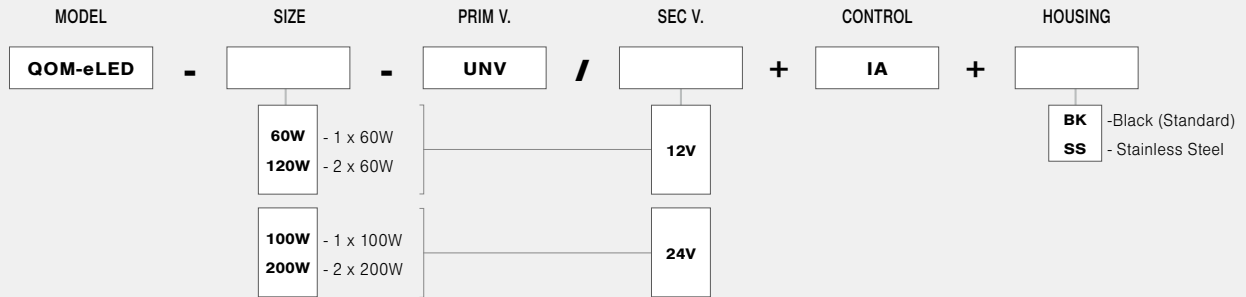 MODEL SIZE PRIM V. SEC V. CONTROL HOUSING
QOM-eLED - - UNV / + IA + 
60W - 1 x 60W
120W - 2 x 60W
12V
BK -Black (Standard)
SS - Stainless Steel
100W - 1 x 100W
200W - 2 x 200W
24V